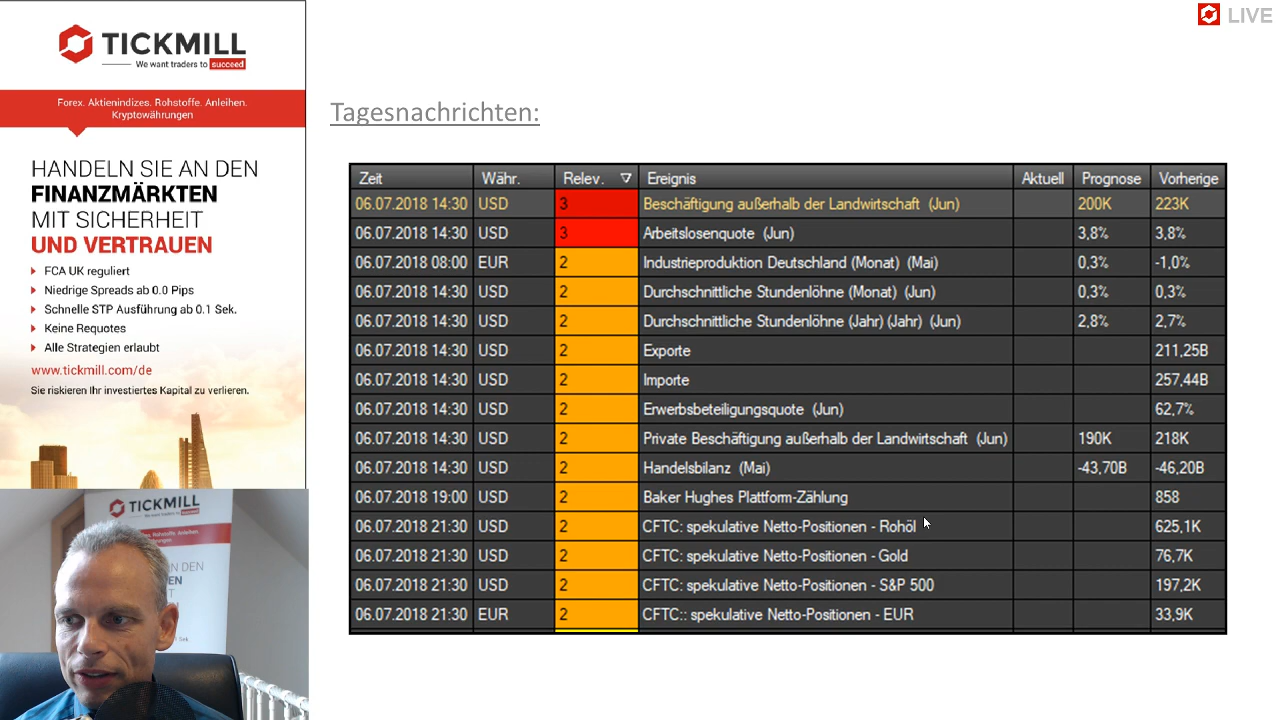 TICKMILL
We want traders to succeed
Forex. Aktienindizes. Rohstoffe. Anleihen.
Kryptowährungen
HANDELN SIE AN DEN
FINANZMÄRKTEN
MIT SICHERHEIT
UND VERTRAUEN
FCA UK reguliert
Niedrige Spreads ab 0.0 Pips
Schnelle STP Ausführung ab 0.1 Sek.
Keine Requotes
Alle Strategien erlaubt
www.tickmill.com/de
Sie riskieren Ihr investiertes Kapital zu verlieren.
TICKMILL
LIVE
Tagesnachrichten:
Zeit Währ. Relev. Ereignis Aktuell Prognose Vorherige
06.07.2018 14:30 USD 3 Beschäftigung außerhalb der Landwirtschaft (Jun) 200K 223K
06.07.2018 14:30 USD 3 Arbeitslosenquote (Jun) 3,8% 3,8%
06.07.2018 08:00 EUR 2 Industrieproduktion Deutschland (Monat) (Mai) 0,3% -1,0%
06.07.2018 14:30 USD 2 Durchschnittliche Stundenlöhne (Monat) (Jun) 0,3% 0,3%
06.07.2018 14:30 USD 2 Durchschnittliche Stundenlöhne (Jahr) (Jahr) (Jun) 2,8% 2,7%
06.07.2018 14:30 USD 2 Exporte 211,25B
06.07.2018 14:30 USD 2 Importe 257,44B
06.07.2018 14:30 USD 2 Erwerbsbeteiligungsquote (Jun) 62,7%
06.07.2018 14:30 USD 2 Private Beschäftigung außerhalb der Landwirtschaft (Jun) 190K 218K
06.07.2018 14:30 USD 2 Handelsbilanz (Mai) -43,70B -46,20B
06.07.2018 19:00 USD 2 Baker Hughes Plattform-Zählung 858
06.07.2018 21:30 USD 2 CFTC: spekulative Netto-Positionen - Rohöl 625,1K
06.07.2018 21:30 USD 2 CFTC: spekulative Netto-Positionen - Gold 76,7K
06.07.2018 21:30 USD 2 CFTC: spekulative Netto-Positionen - S&P 500 197,2K
06.07.2018 21:30 EUR 2 CFTC:: spekulative Netto-Positionen - EUR 33,9K